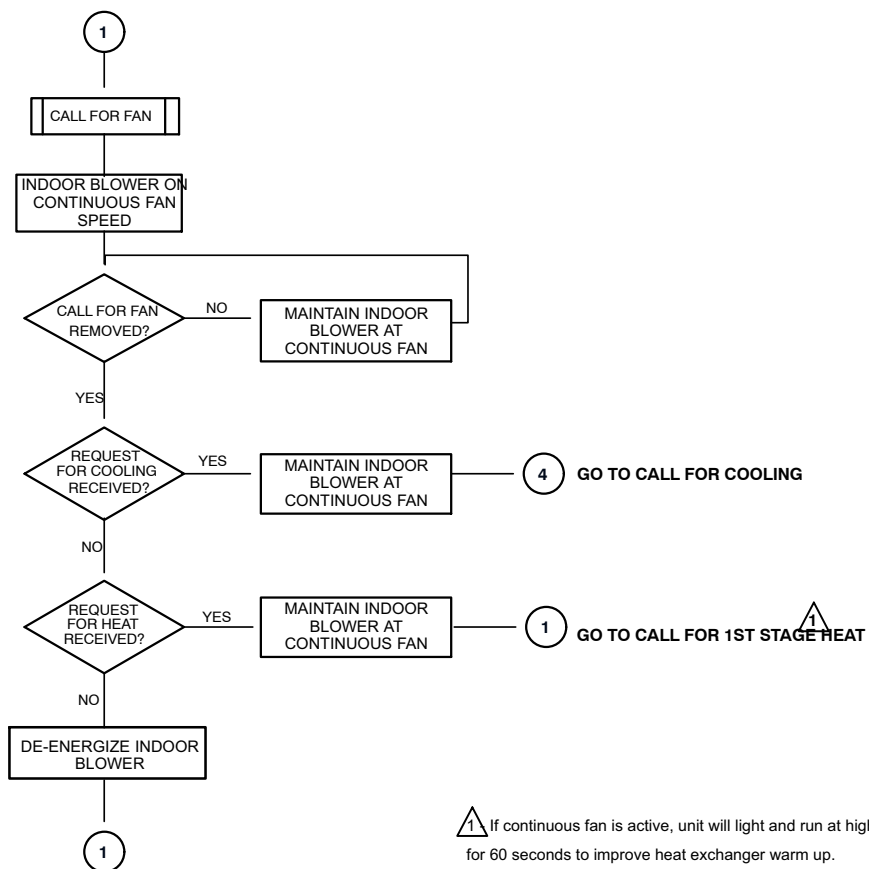 1
CALL FOR FAN
INDOOR BLOWER ON
CONTINUOUS FAN
SPEED
CALL FOR FAN
REMOVED?
NO
MAINTAIN INDOOR
BLOWER AT
CONTINUOUS FAN
YES
REQUEST
FOR COOLING
RECEIVED?
YES
MAINTAIN INDOOR
BLOWER AT
CONTINUOUS FAN
4
GO TO CALL FOR COOLING
NO
REQUEST
FOR HEAT
RECEIVED?
YES
MAINTAIN INDOOR
BLOWER AT
CONTINUOUS FAN
1
GO TO CALL FOR 1ST STAGE HEAT
1
NO
DE-ENERGIZE INDOOR
BLOWER
1
1- If continuous fan is active, unit will light and run at high
for 60 seconds to improve heat exchanger warm up.